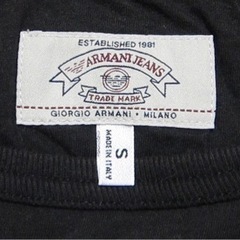 ESTABLISHED 1981
ARMANI JEANS
TRADE MARK
GIORGIO ARMANI • MILANO
S
MADE IN ITALY